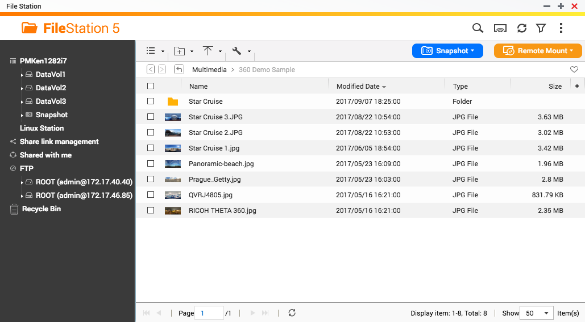 File Station
FileStation 5
Snapshot
Remote Mount
PMKen1282i7
DataVol1
DataVol2
DataVol3
Snapshot
Linux Station
Share link management
Shared with me
FTP
ROOT (admin@172.17.40.40)
ROOT (admin@172.17.46.85)
Recycle Bin
Multimedia > 360 Demo Sample
Name Modified Date Type Size
Star Cruise 2017/09/07 18:25:00 Folder
Star Cruise 3.JPG 2017/08/22 10:54:00 JPG File 3.63 MB
Star Cruise 2.JPG 2017/08/22 10:53:00 JPG File 3.02 MB
Star Cruise 1.jpg 2017/06/05 18:54:00 JPG File 3.42 MB
Panoramic-beach.jpg 2017/05/23 16:09:00 JPG File 1.96 MB
Prague_Getty.jpg 2017/05/23 16:03:00 JPG File 2.8 MB
QVRJ4805.jpg 2017/05/16 16:21:00 JPG File 831.79 KB
RICOH THETA 360.jpg 2017/05/16 16:21:00 JPG File 2.35 MB
Page 1 /1 Display item: 1-8, Total: 8 Show 50 Item(s)